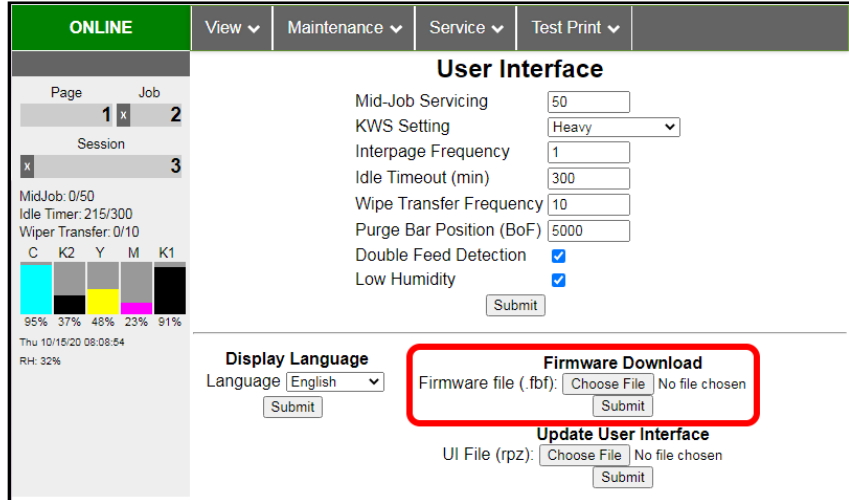 ONLINE
View Maintenance Service Test Print
Page Job
1 x 2
Session
x 3
MidJob: 0/50
Idle Timer: 215/300
Wiper Transfer: 0/10
C K2 Y M K1
95% 37% 48% 23% 91%
Thu 10/15/20 08:08:54
RH: 32%
User Interface
Mid-Job Servicing 50
KWS Setting Heavy
Interpage Frequency 1
Idle Timeout (min) 300
Wipe Transfer Frequency 10
Purge Bar Position (BoF) 5000
Double Feed Detection
Low Humidity
Submit
Display Language
Language English
Submit
Firmware Download
Firmware file (.fbf): Choose File No file chosen
Submit
Update User Interface
UI File (rpz): Choose File No file chosen
Submit